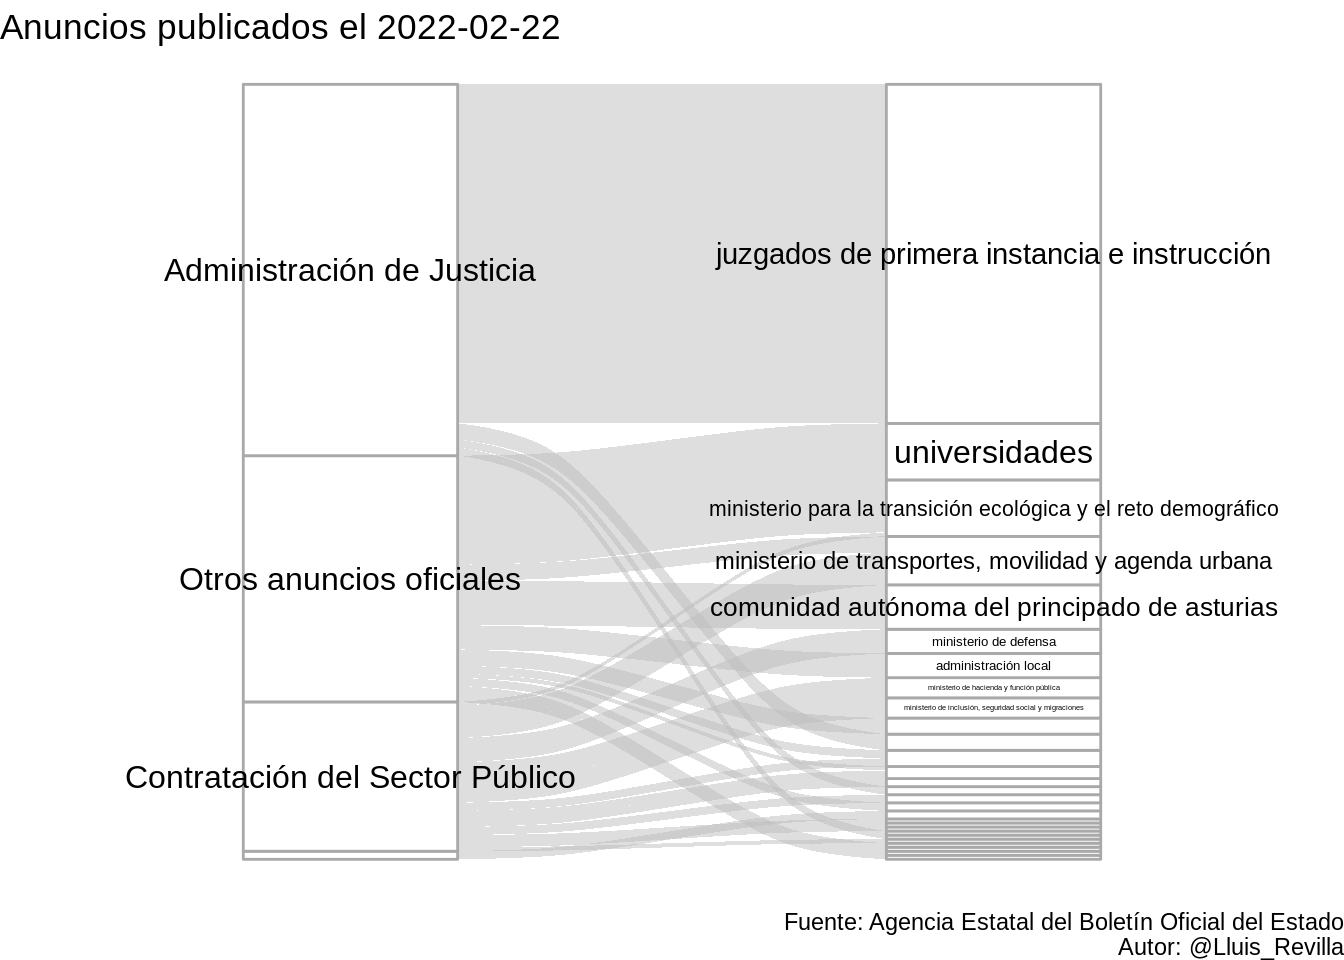 Anuncios publicados el 2022-02-22
Administración de Justicia
Otros anuncios oficiales
Contratación del Sector Público
juzgados de primera instancia e instrucción
universidades
ministerio para la transición ecológica y el reto demográfico
ministerio de transportes, movilidad y agenda urbana
comunidad autónoma del principado de asturias
ministerio de defensa
administración local
ministerio de hacienda y función pública
ministerio de inclusión, seguridad social y migraciones
Fuente: Agencia Estatal del Boletín Oficial del Estado
Autor: @Lluis_Revilla